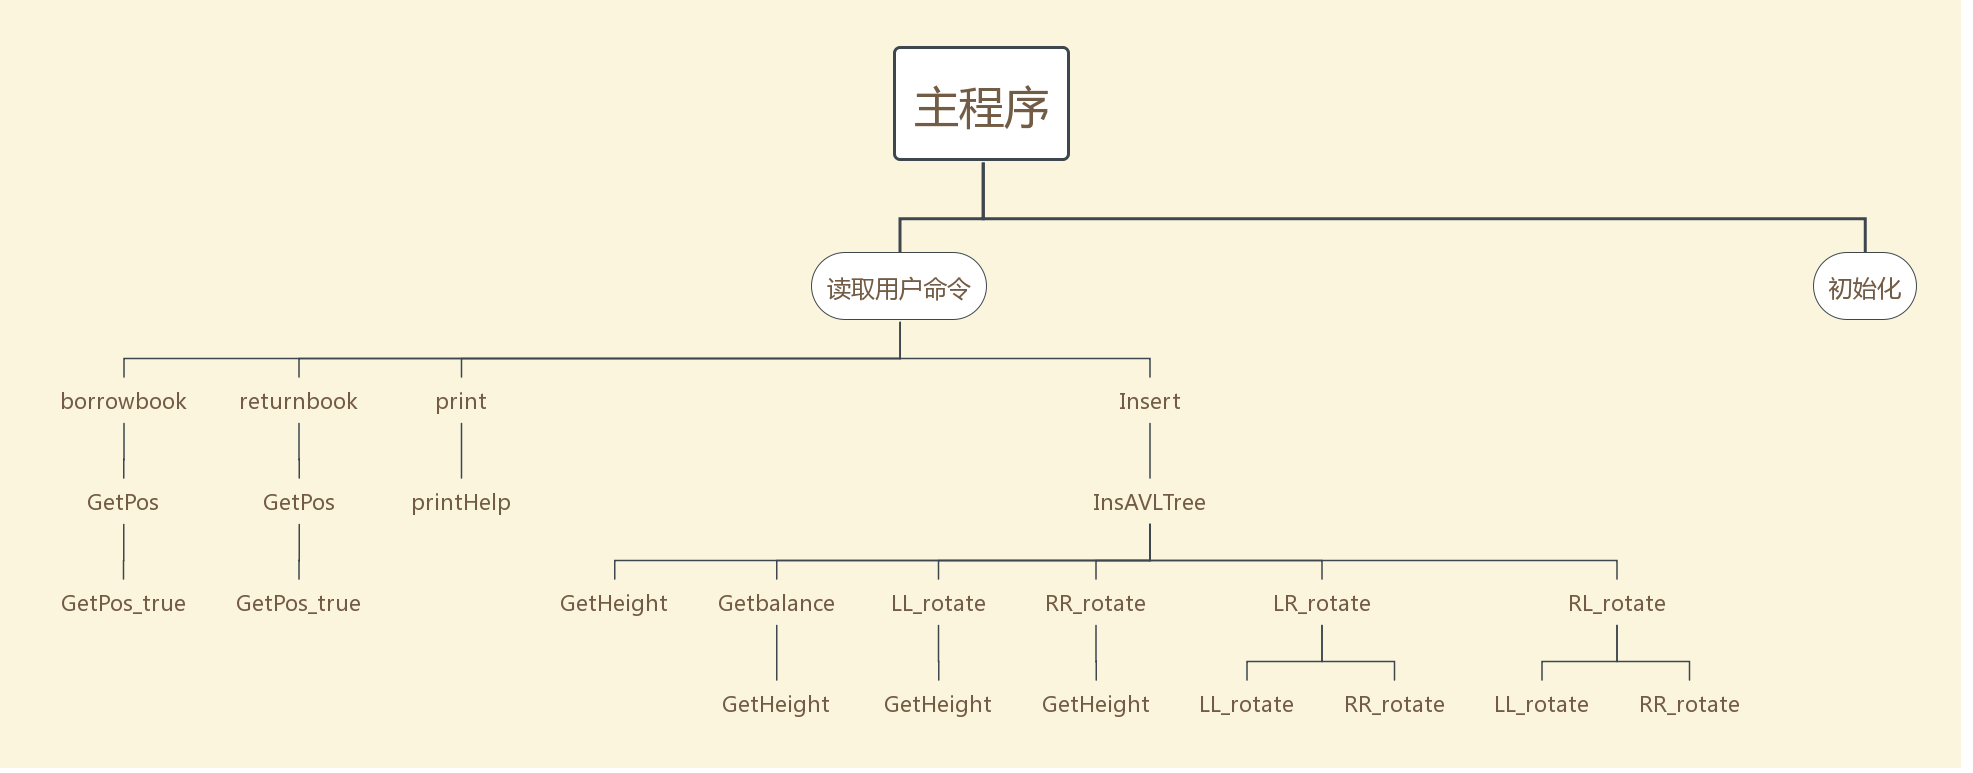 主程序
读取用户命令
初始化
borrowbook
returnbook
print
Insert
GetPos
GetPos
printHelp
InsAVLTree
GetPos_true
GetPos_true
GetHeight
Getbalance
LL_rotate
RR_rotate
LR_rotate
RL_rotate
GetHeight
GetHeight
GetHeight
LL_rotate
RR_rotate
LL_rotate
RR_rotate